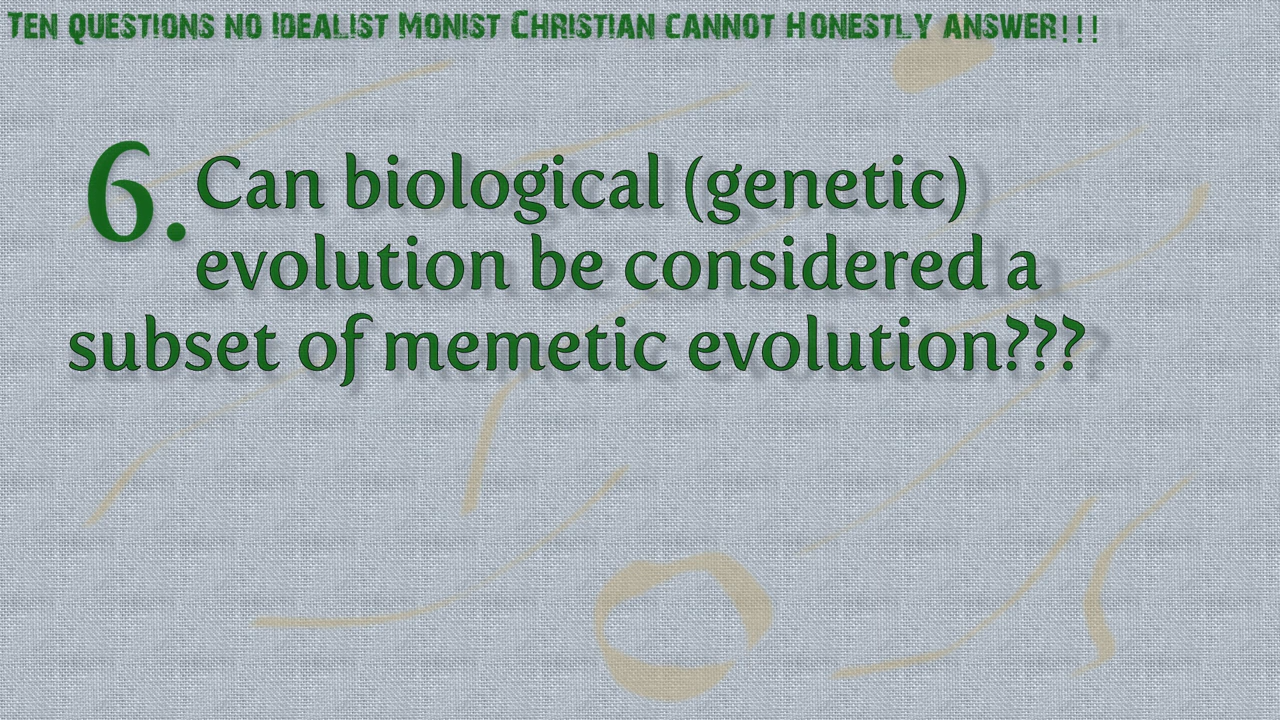 Ten questions no Idealist Monist Christian cannot Honestly answer!!!
6. Can biological (genetic)
evolution be considered a
subset of memetic evolution???